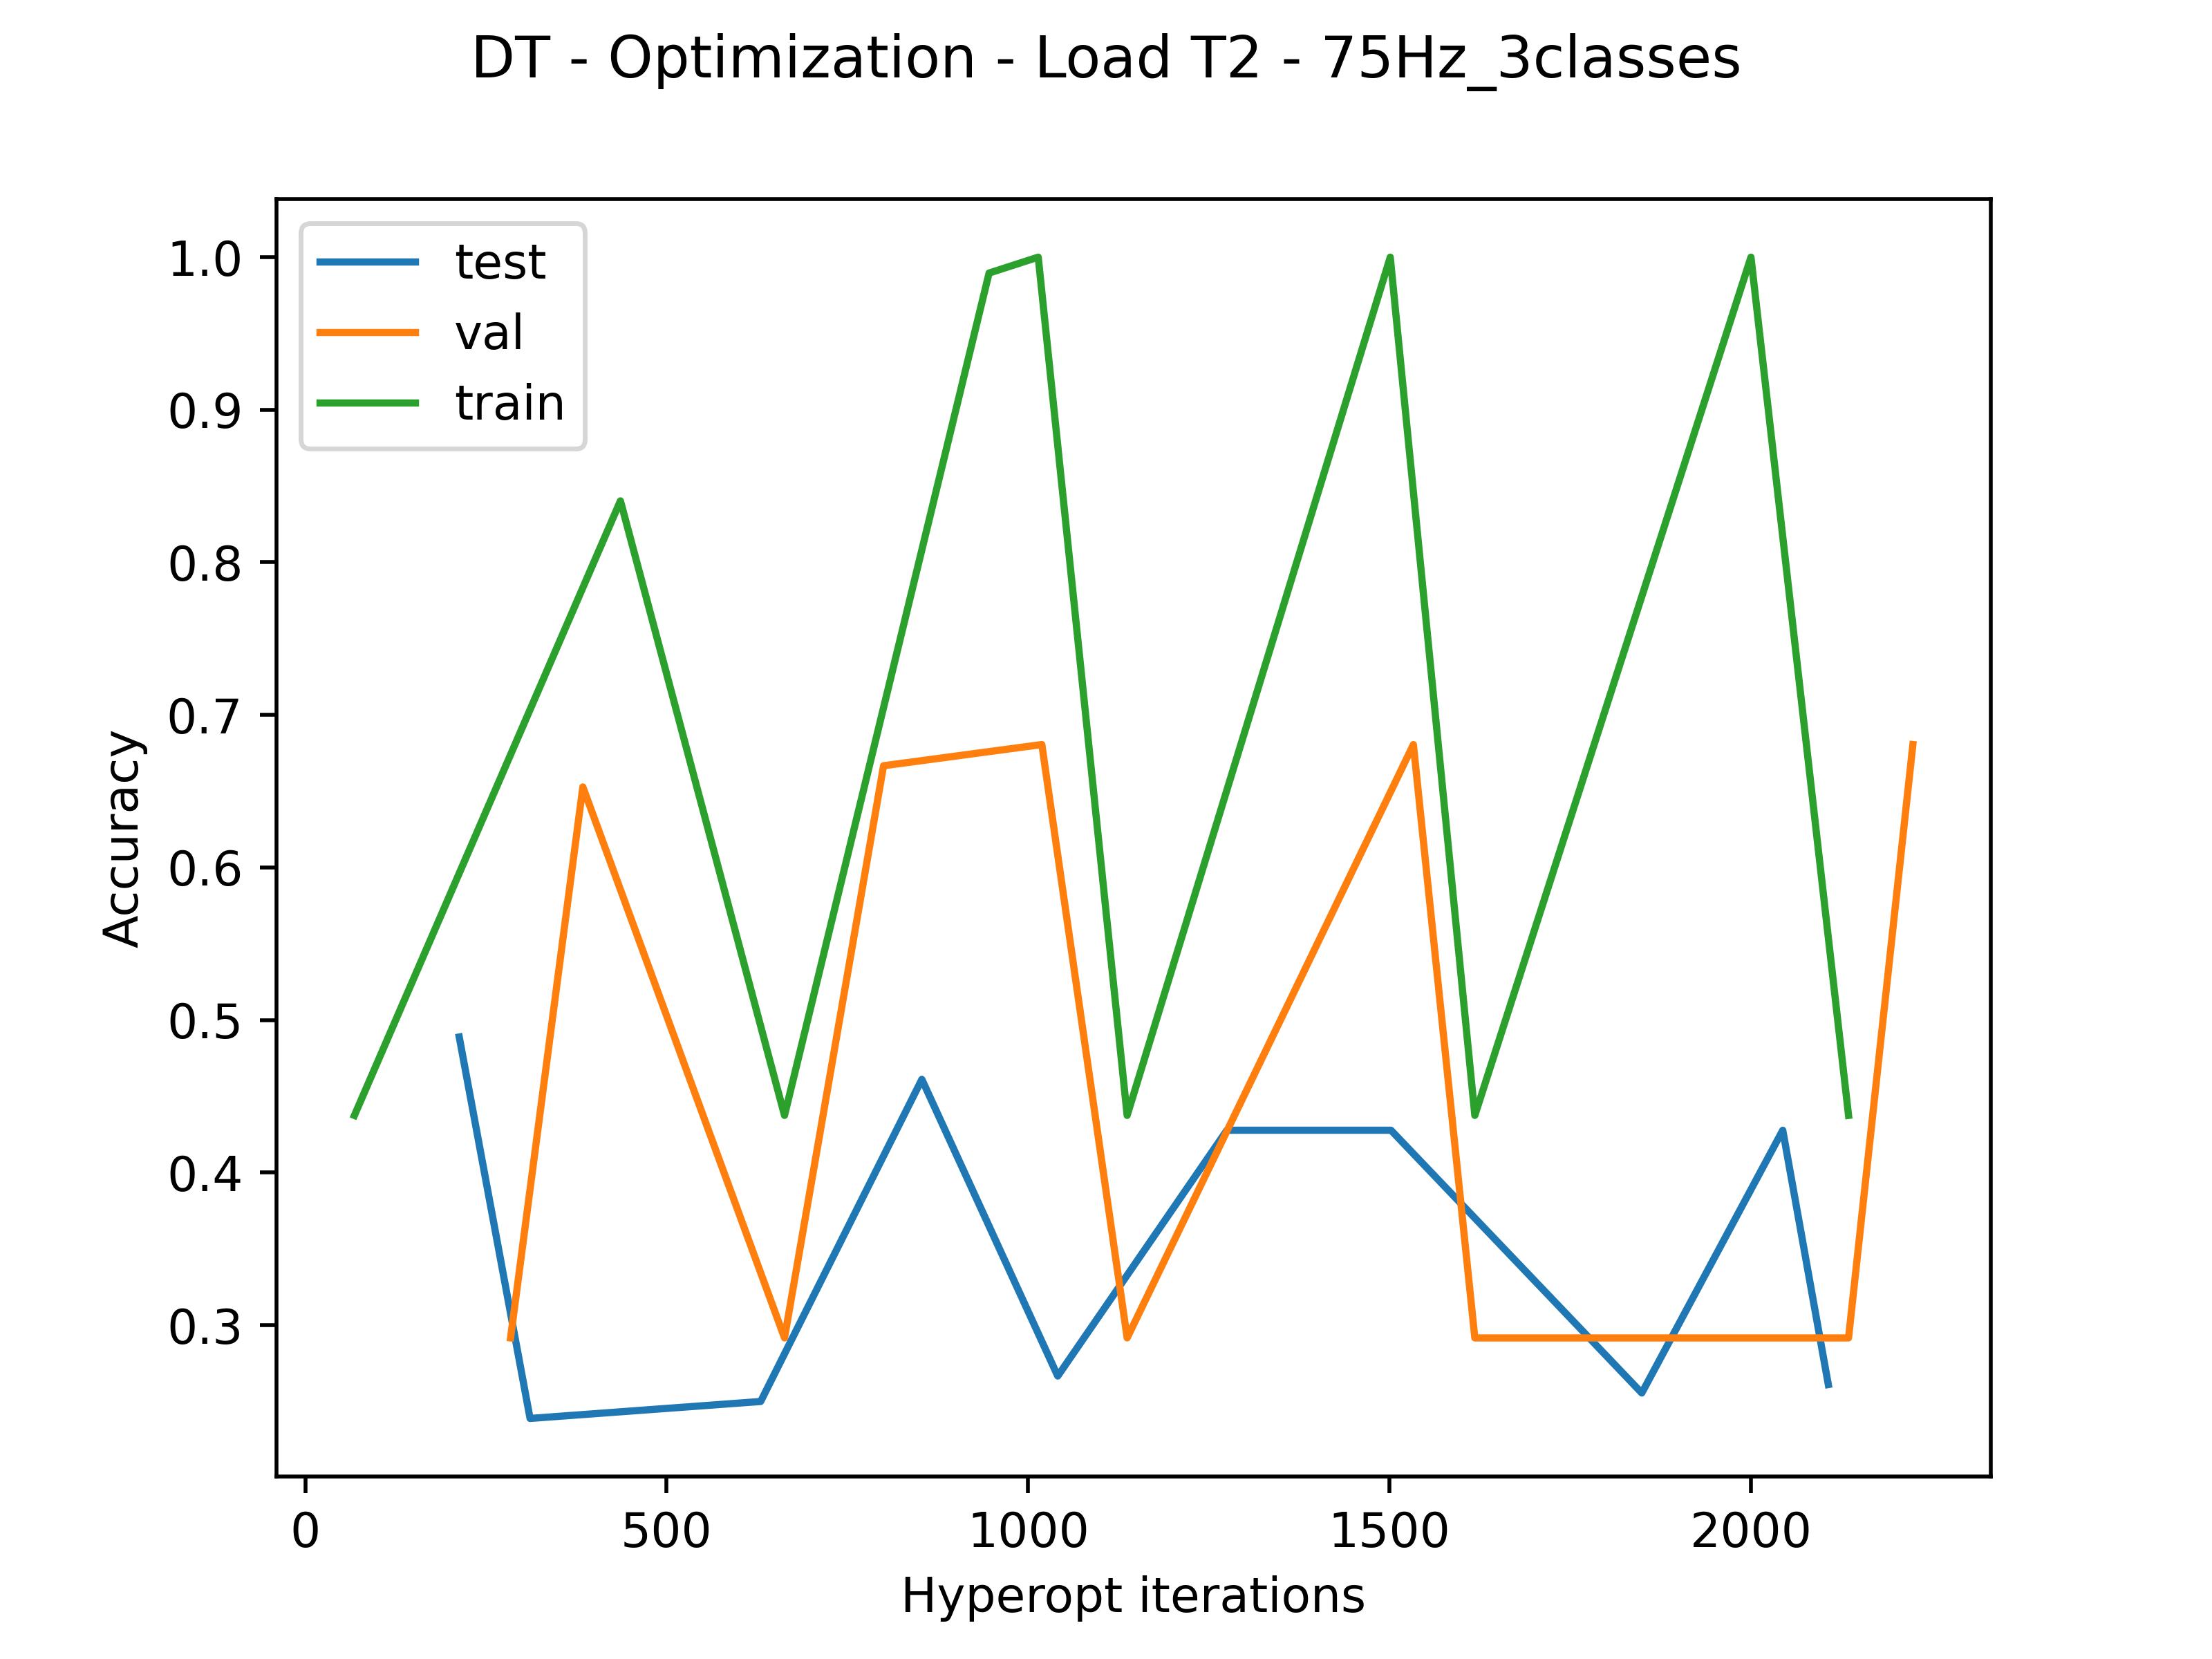 DT - Optimization - Load T2 - 75Hz_3classes
test
val
train
1.0
0.9
0.8
0.7
0.6
0.5
0.4
0.3
Accuracy
0 500 1000 1500 2000
Hyperopt iterations